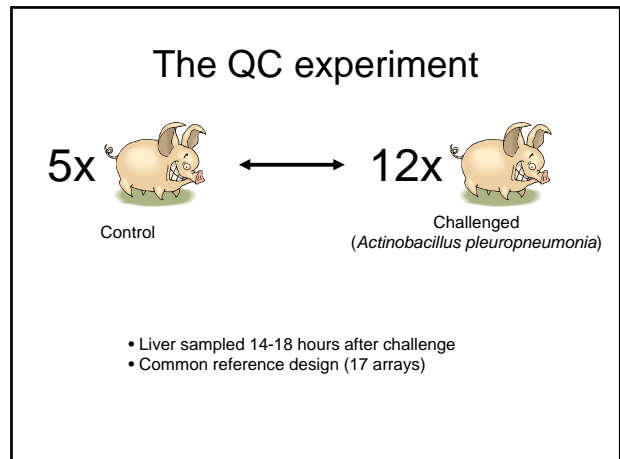 The QC experiment
5x
12x
Control
Challenged
(Actinobacillus pleuropneumonia)
• Liver sampled 14-18 hours after challenge
• Common reference design (17 arrays)